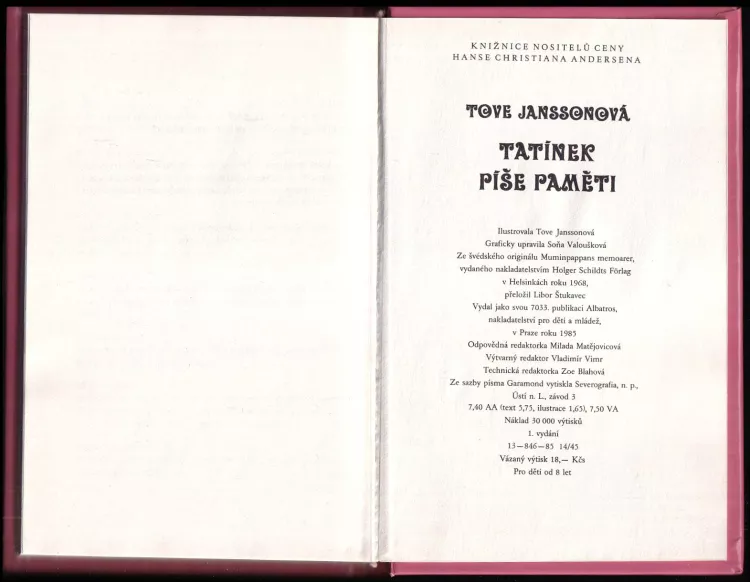 KNIŽNICE NOSITELŮ CENY
HANSE CHRISTIANA ANDERSENA
TOVE JANSSONOVÁ
TATÍNEK
PÍŠE PAMĚTI
Ilustrovala Tove Janssonová
Graficky upravila Soňa Valoušková
Ze švédského originálu Muminpappans memoarer,
vydaného nakladatelstvím Holger Schildts Förlag
v Helsinkách roku 1968,
přeložil Libor Štukavec
Vydal jako svou 7033. publikaci Albatros,
nakladatelství pro děti a mládež,
v Praze roku 1985
Odpovědná redaktorka Milada Matějovicová
Výtvarný redaktor Vladimír Vimr
Technická redaktorka Zoe Blahová
Ze sazby písma Garamond vytiskla Severografia, n. p.,
Ústí n. L., závod 3
7,40 AA (text 5,75, ilustrace 1,65), 7,50 VA
Náklad 30 000 výtisků
1. vydání
13—846—85 14/45
Vázaný výtisk 18,— Kčs
Pro děti od 8 let